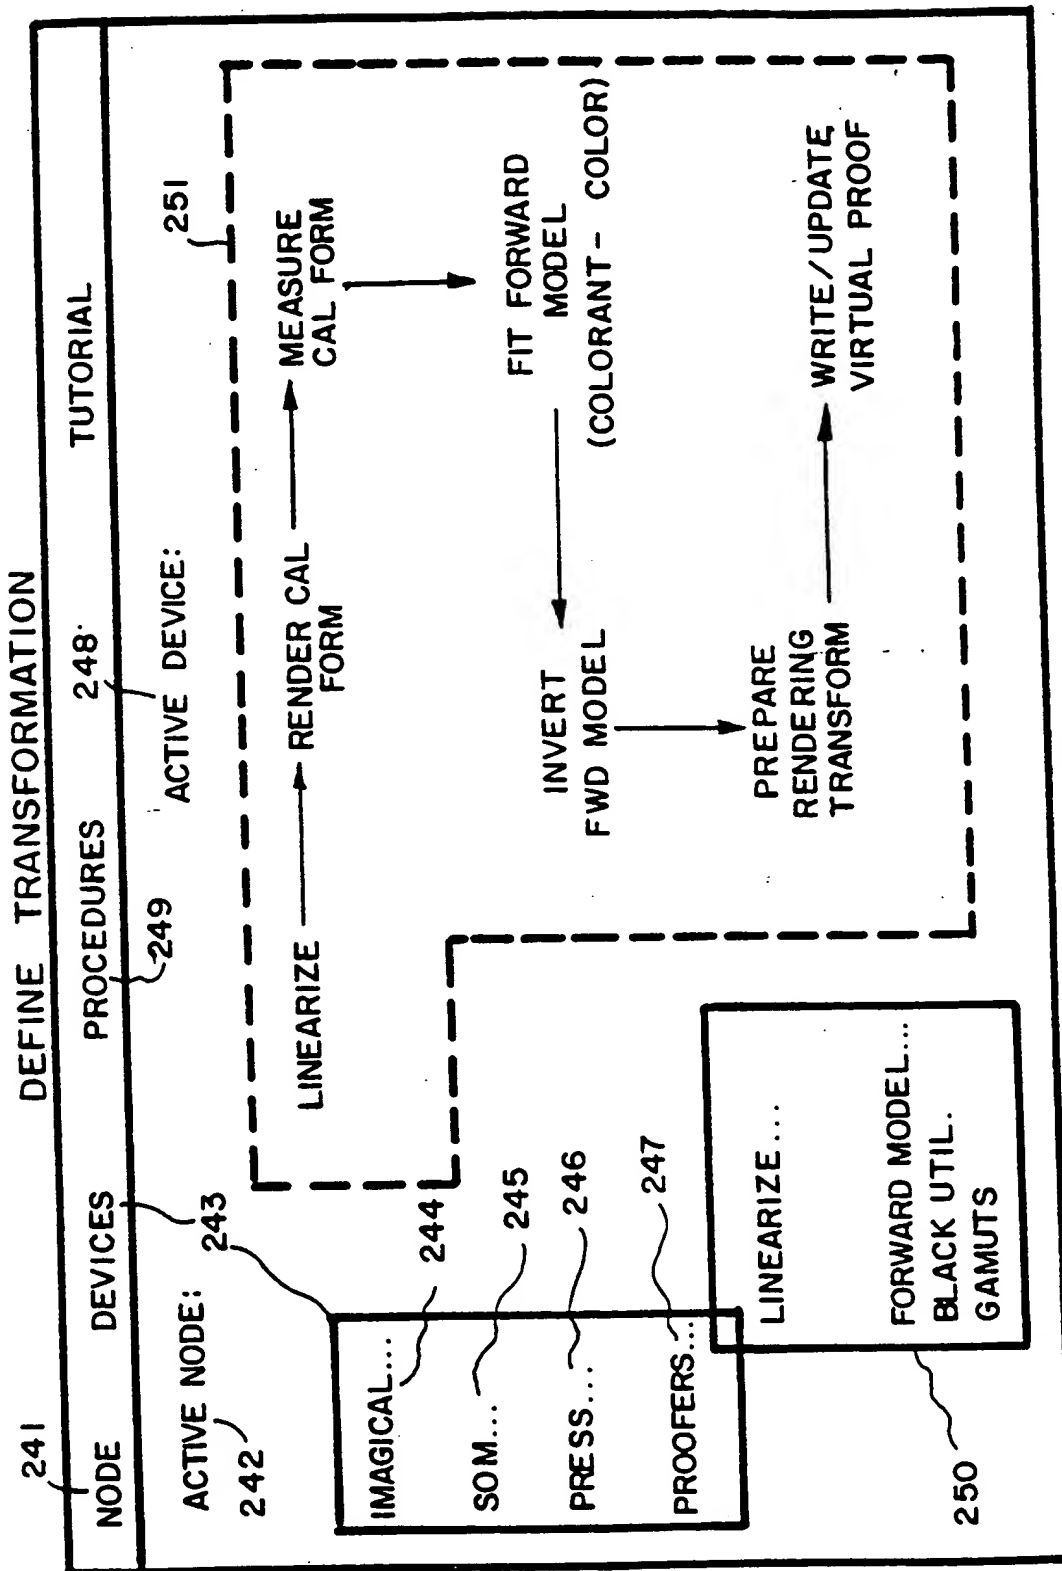 DEFINE TRANSFORMATION
241
NODE DEVICES PROCEDURES TUTORIAL
243
249
248
ACTIVE NODE:
242
ACTIVE DEVICE:
251
IMAGICAL...
244
SOM...
245
PRESS...
246
PROOFERS...
247
LINEARIZE...
FORWARD MODEL...
BLACK UTIL.
GAMUTS
250
LINEARIZE
RENDER CAL
FORM
MEASURE
CAL FORM
FIT FORWARD
MODEL
(COLORANT- COLOR)
INVERT
FWD MODEL
PREPARE
RENDERING
TRANSFORM
WRITE/UPDATE
VIRTUAL PROOF